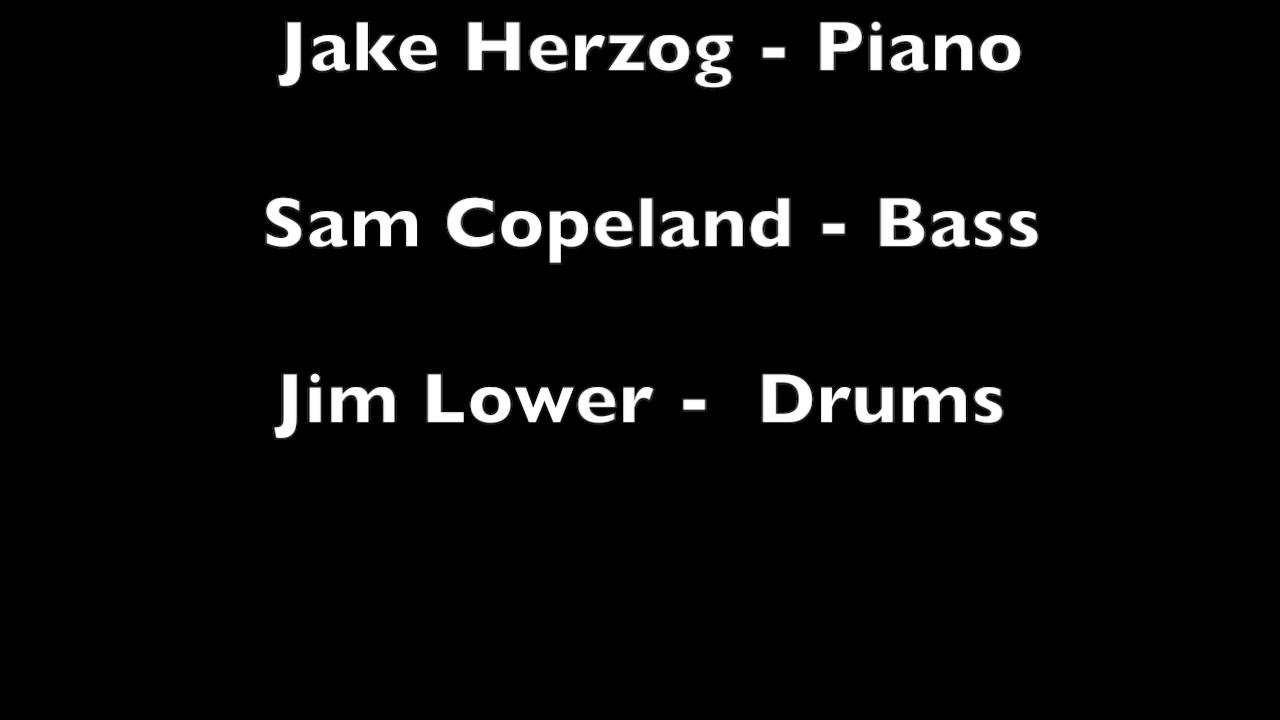 Jake Herzog - Piano
Sam Copeland - Bass
Jim Lower - Drums